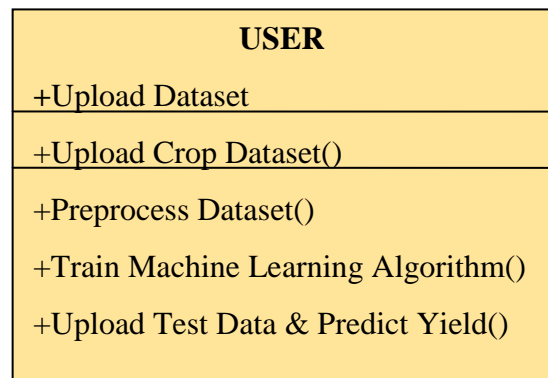 USER
+Upload Dataset
+Upload Crop Dataset()
+Preprocess Dataset()
+Train Machine Learning Algorithm()
+Upload Test Data & Predict Yield()